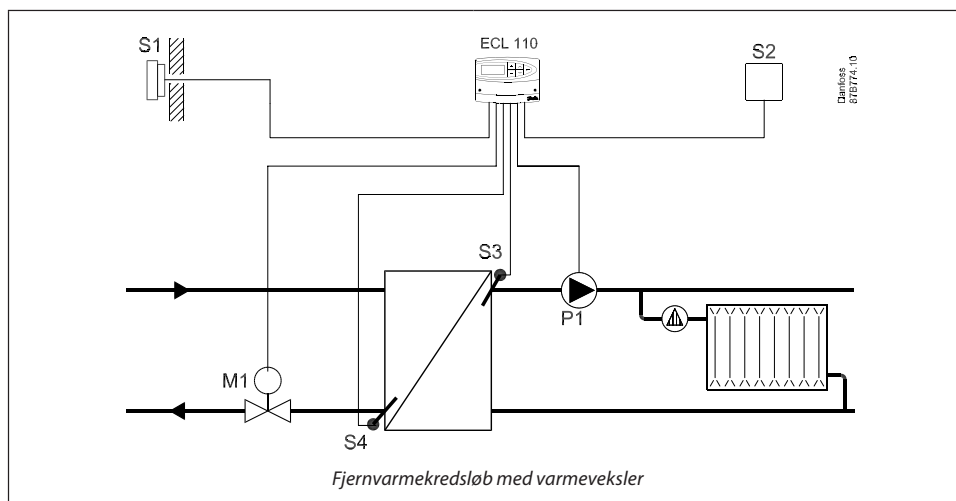 S1
ECL 110
S2
Danfoss
87B774.10
S3
P1
M1
S4
Fjernvarmekredsløb med varmeveksler